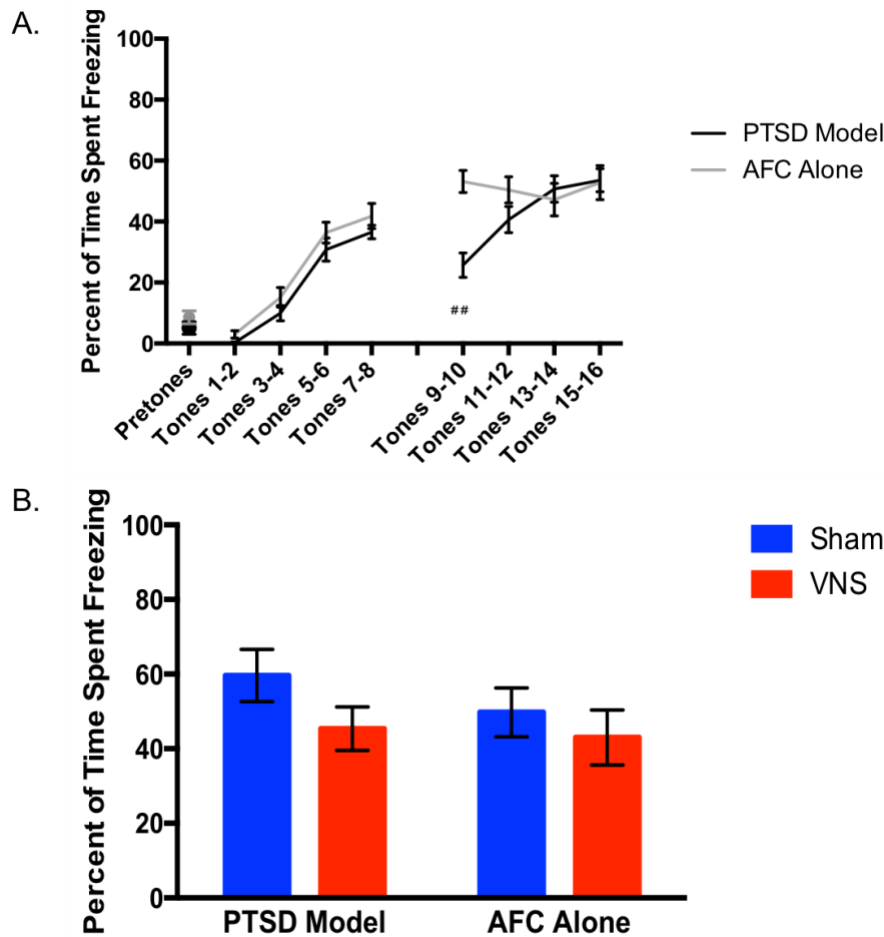 A.
Percent of Time Spent Freezing
100
80
60
40
20
0
Pretones
Tones 1-2
Tones 3-4
Tones 5-6
Tones 7-8
Tones 9-10
Tones 11-12
Tones 13-14
Tones 15-16
##
PTSD Model
AFC Alone
B.
Percent of Time Spent Freezing
100
80
60
40
20
0
PTSD Model
AFC Alone
Sham
VNS